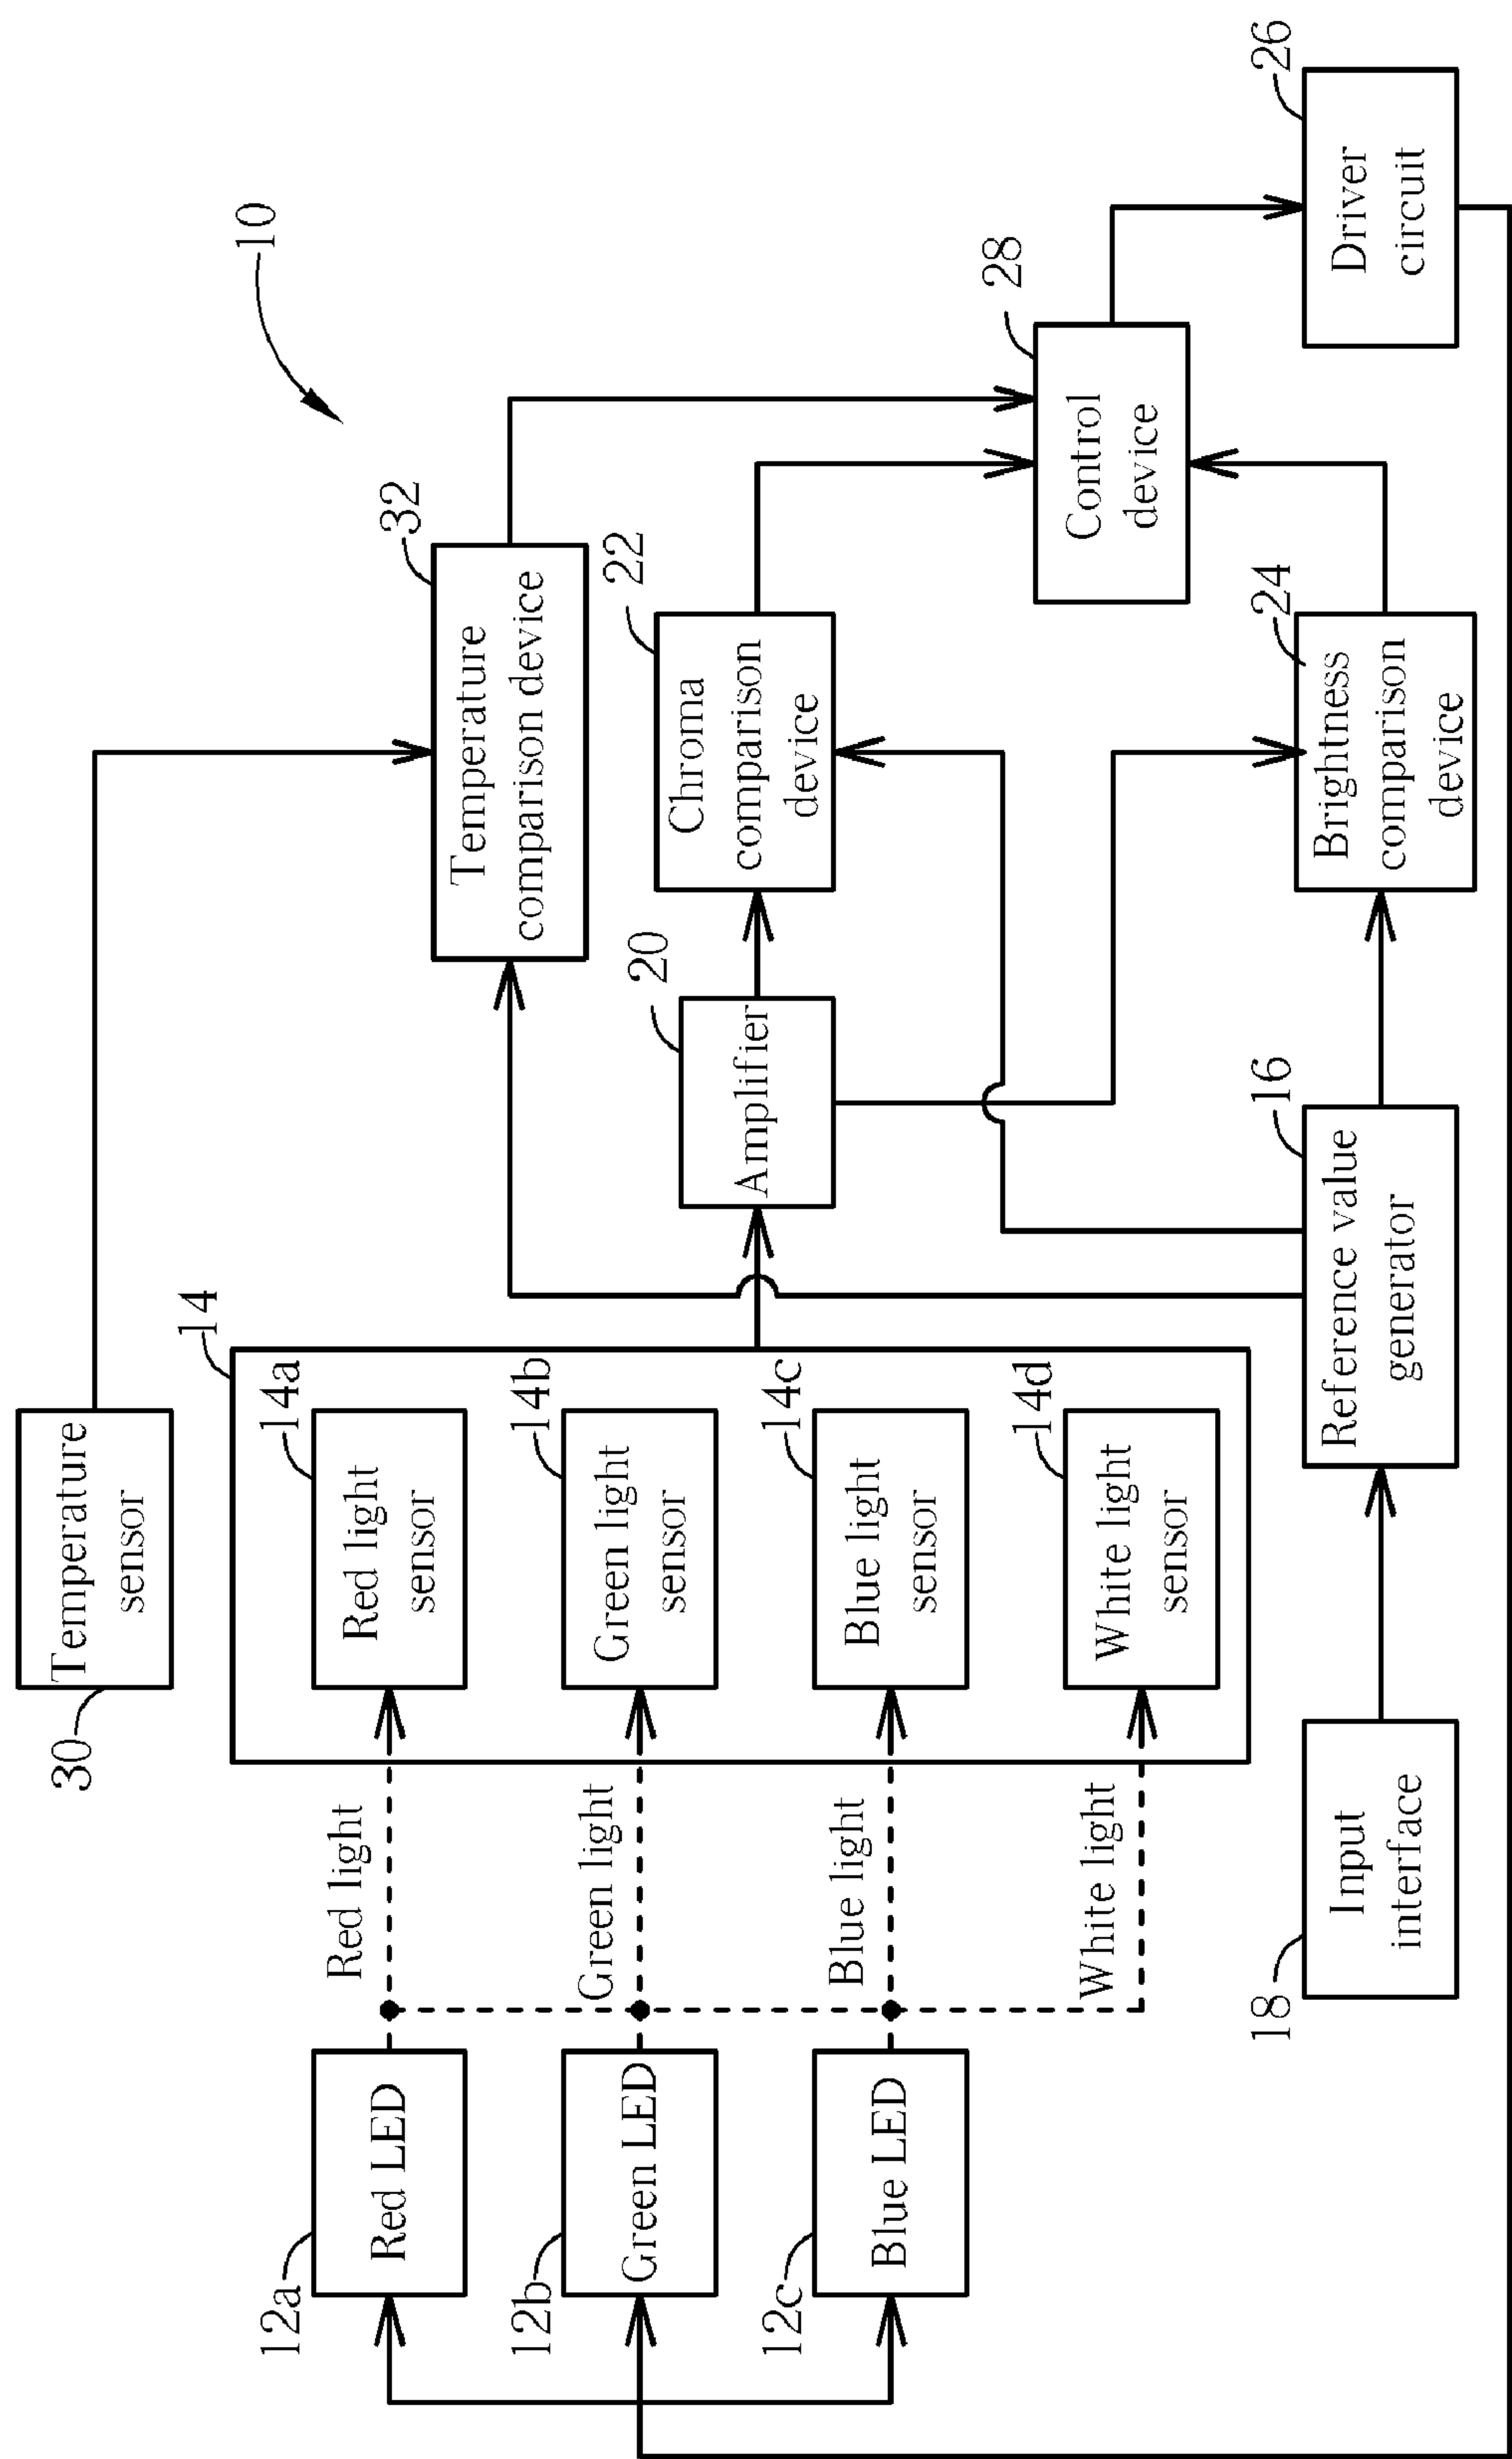 10
30
Temperature
sensor
14
12a
Red LED
Red light
14a
Red light
sensor
32
Temperature
comparison device
12b
Green LED
Green light
14b
Green light
sensor
20
Amplifier
22
Chroma
comparison
device
12c
Blue LED
Blue light
14c
Blue light
sensor
White light
14d
White light
sensor
28
Control
device
18
Input
interface
16
Reference value
generator
24
Brightness
comparison
device
26
Driver
circuit